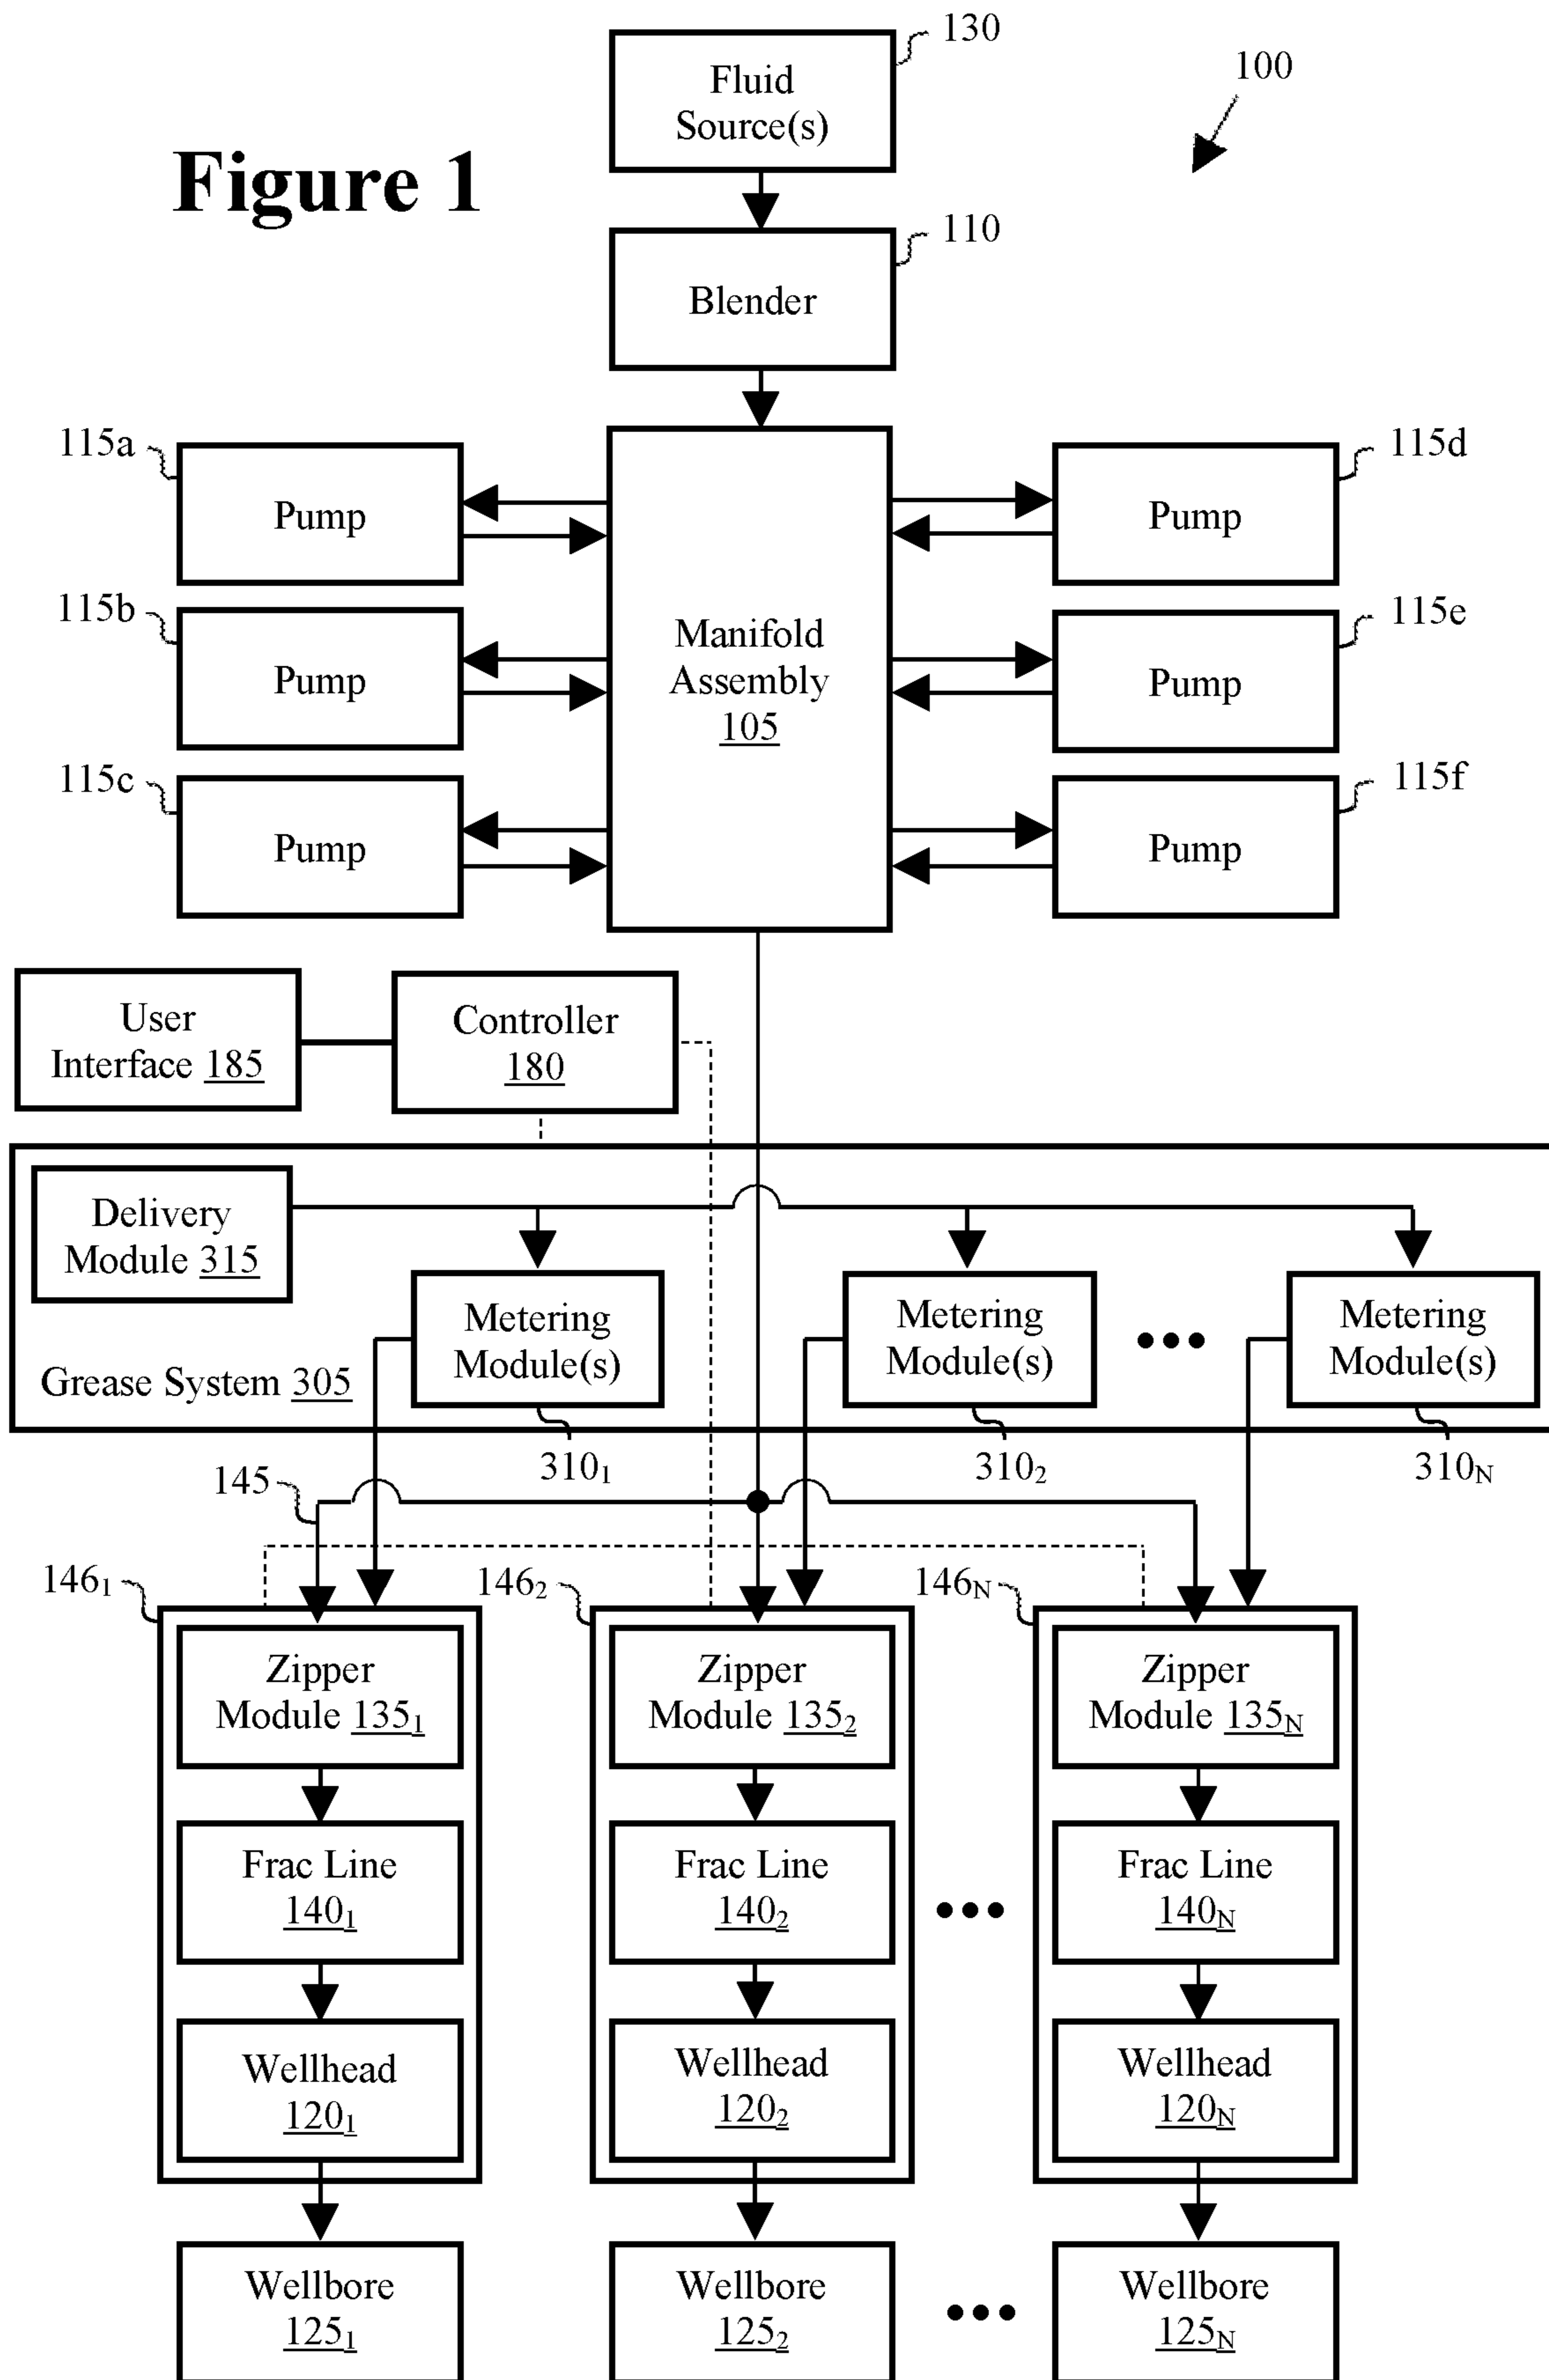 130
Fluid
Source(s)
100
Figure 1
110
Blender
115a
Pump
115d
Pump
115b
Pump
Manifold
Assembly
105
115e
Pump
115c
Pump
115f
Pump
User
Interface 185
Controller
180
Delivery
Module 315
Metering
Module(s)
Metering
Module(s)
Metering
Module(s)
Grease System 305
310₁
310₂
310N
145
146₁
146₂
146N
Zipper
Module 135₁
Zipper
Module 135₂
Zipper
Module 135N
Frac Line
140₁
Frac Line
140₂
Frac Line
140N
Wellhead
120₁
Wellhead
120₂
Wellhead
120N
Wellbore
125₁
Wellbore
125₂
Wellbore
125N